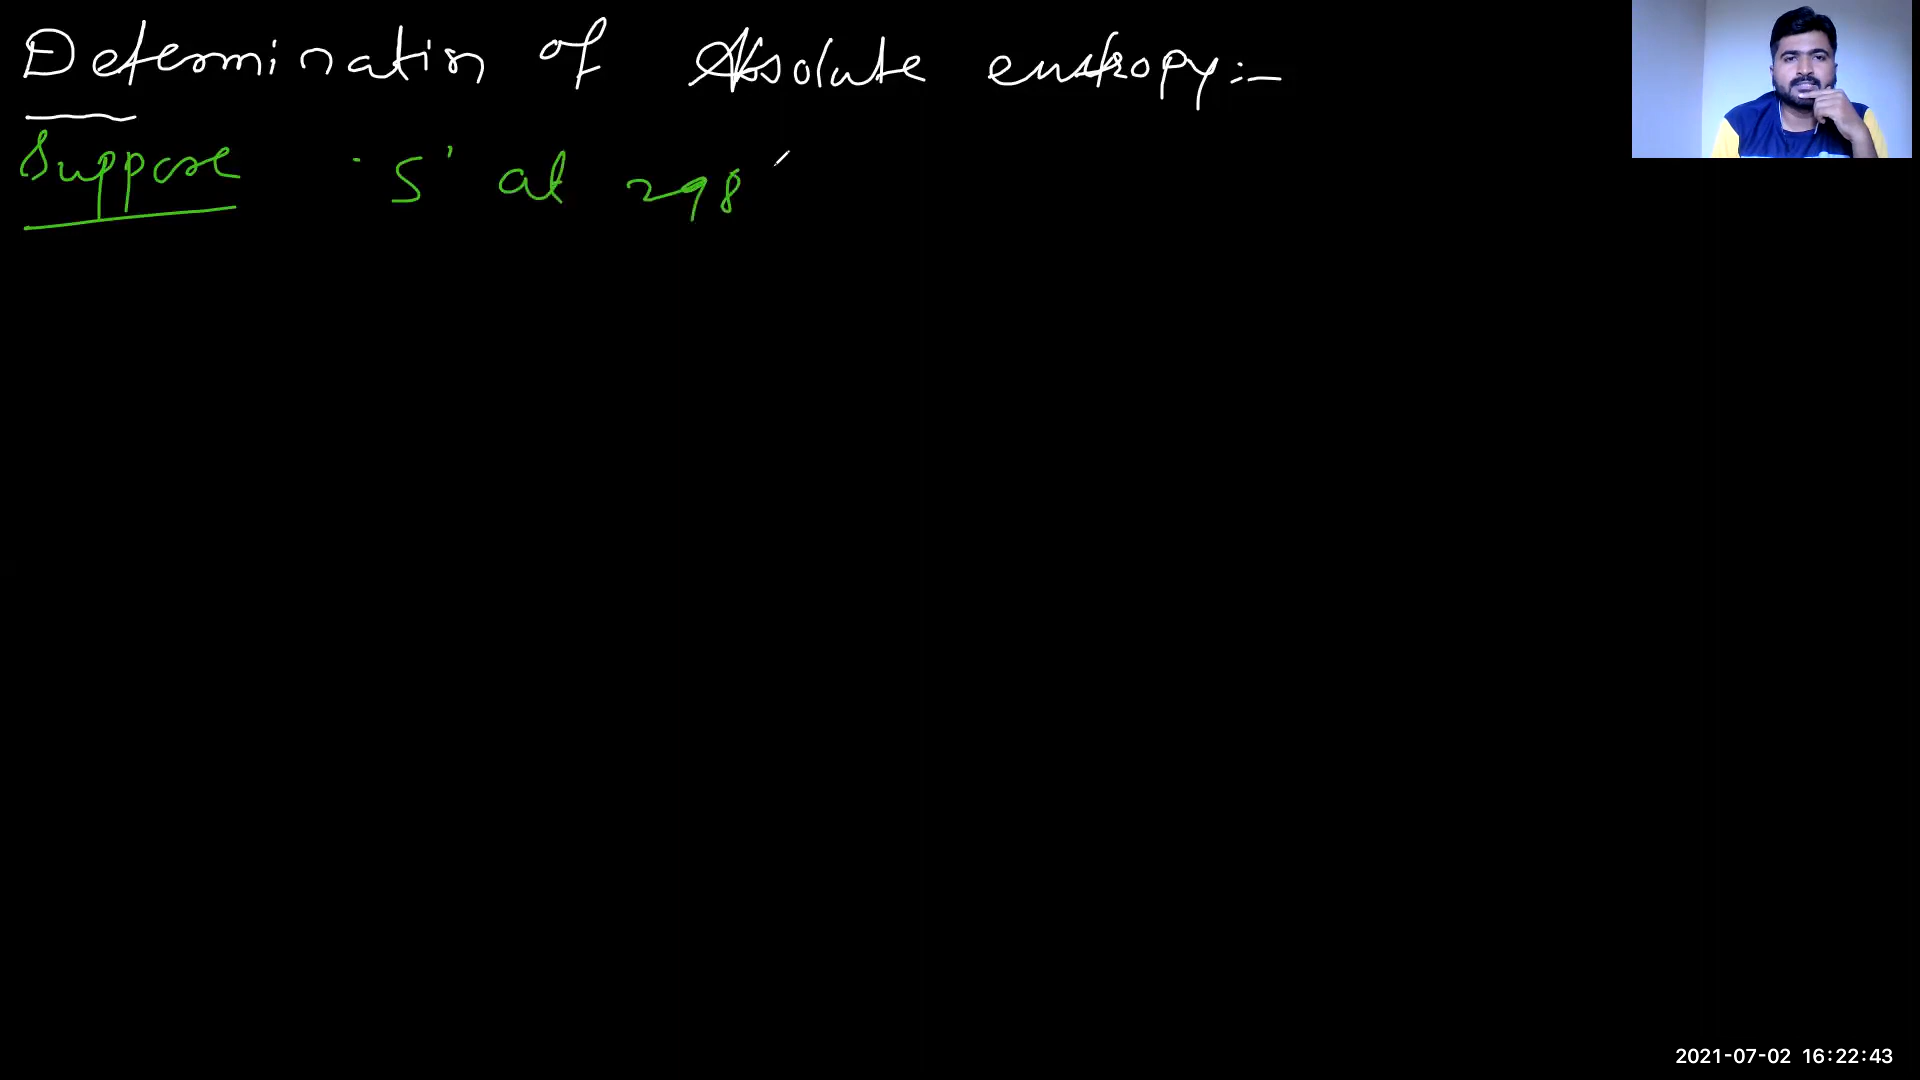 Determination of Absolute entropy :-
Suppose 'S' at 298
2021-07-02 16:22:43